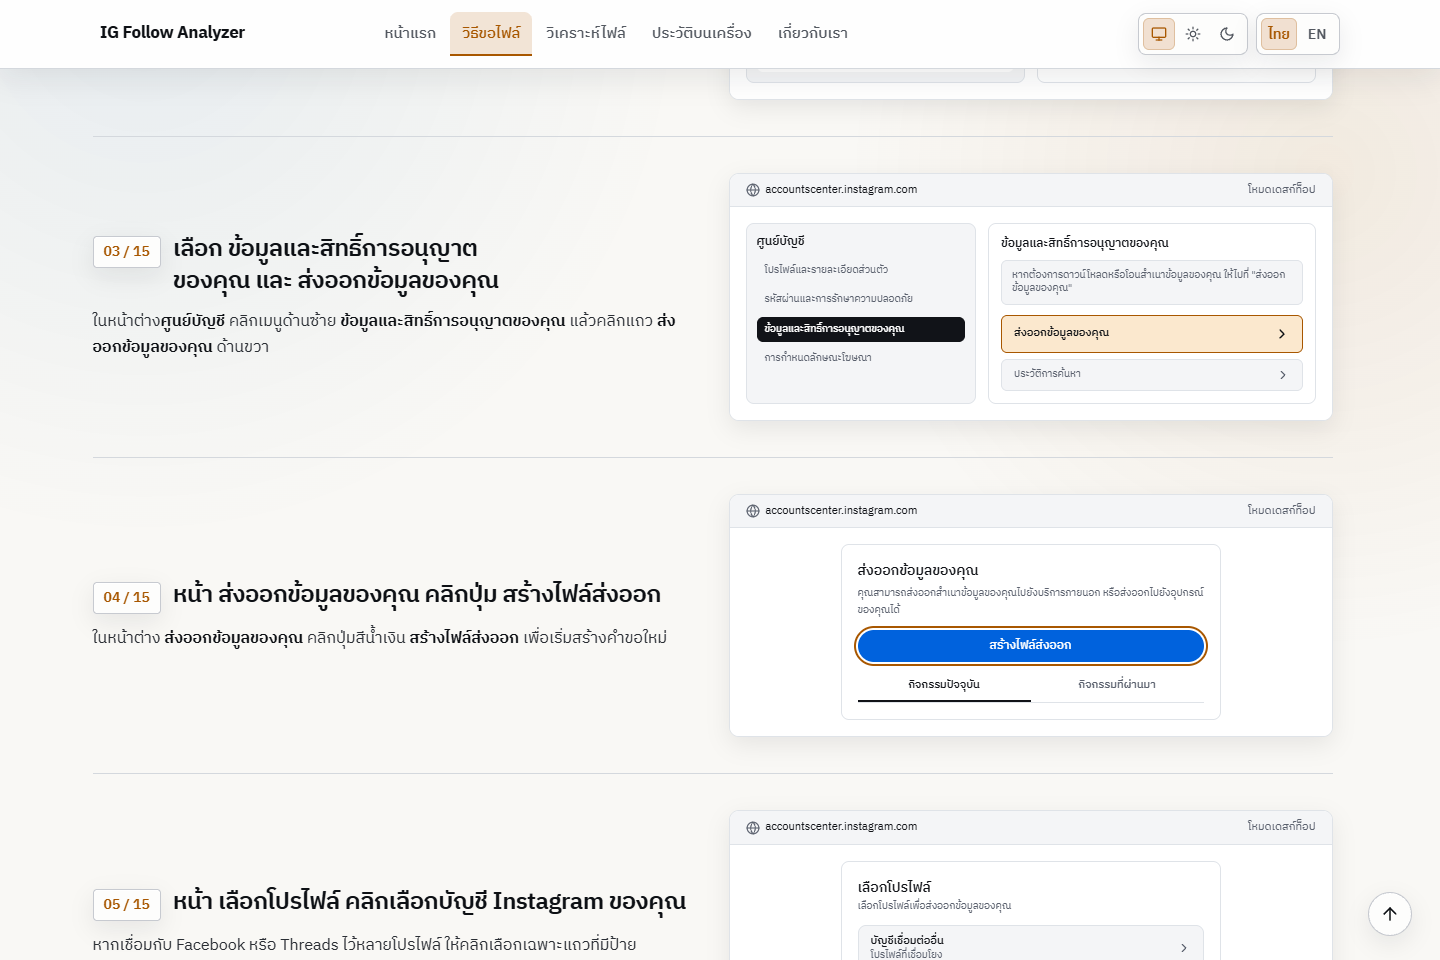 IG Follow Analyzer
หน้าแรก
วิธีขอไฟล์
วิเคราะห์ไฟล์
ประวัติบนเครื่อง
เกี่ยวกับเรา
ไทย
EN
accountscenter.instagram.com
โหมดเดสก์ท็อป
03 / 15
เลือก ข้อมูลและสิทธิ์การอนุญาต
ของคุณ และ ส่งออกข้อมูลของคุณ
ในหน้าต่างศูนย์บัญชี คลิกเมนูด้านซ้าย ข้อมูลและสิทธิ์การอนุญาตของคุณ แล้วคลิกแถว ส่ง
ออกข้อมูลของคุณ ด้านขวา
ศูนย์บัญชี
โปรไฟล์และรายละเอียดส่วนตัว
รหัสผ่านและการรักษาความปลอดภัย
ข้อมูลและสิทธิ์การอนุญาตของคุณ
การกำหนดลักษณะโฆษณา
ข้อมูลและสิทธิ์การอนุญาตของคุณ
หากต้องการดาวน์โหลดหรือโอนสำเนาข้อมูลของคุณ ให้ไปที่ "ส่งออก
ข้อมูลของคุณ"
ส่งออกข้อมูลของคุณ
ประวัติการค้นหา
accountscenter.instagram.com
โหมดเดสก์ท็อป
04 / 15
หน้า ส่งออกข้อมูลของคุณ คลิกปุ่ม สร้างไฟล์ส่งออก
ในหน้าต่าง ส่งออกข้อมูลของคุณ คลิกปุ่มสีน้ำเงิน สร้างไฟล์ส่งออก เพื่อเริ่มสร้างคำขอใหม่
ส่งออกข้อมูลของคุณ
คุณสามารถส่งออกสำเนาข้อมูลของคุณไปยังบริการภายนอก หรือส่งออกไปยังอุปกรณ์
ของคุณได้
สร้างไฟล์ส่งออก
กิจกรรมปัจจุบัน
กิจกรรมที่ผ่านมา
accountscenter.instagram.com
โหมดเดสก์ท็อป
05 / 15
หน้า เลือกโปรไฟล์ คลิกเลือกบัญชี Instagram ของคุณ
หากเชื่อมกับ Facebook หรือ Threads ไว้หลายโปรไฟล์ ให้คลิกเลือกเฉพาะแถวที่มีป้าย
เลือกโปรไฟล์
เลือกโปรไฟล์เพื่อส่งออกข้อมูลของคุณ
บัญชีเชื่อมต่ออื่น
โปรไฟล์ที่เชื่อมโยง